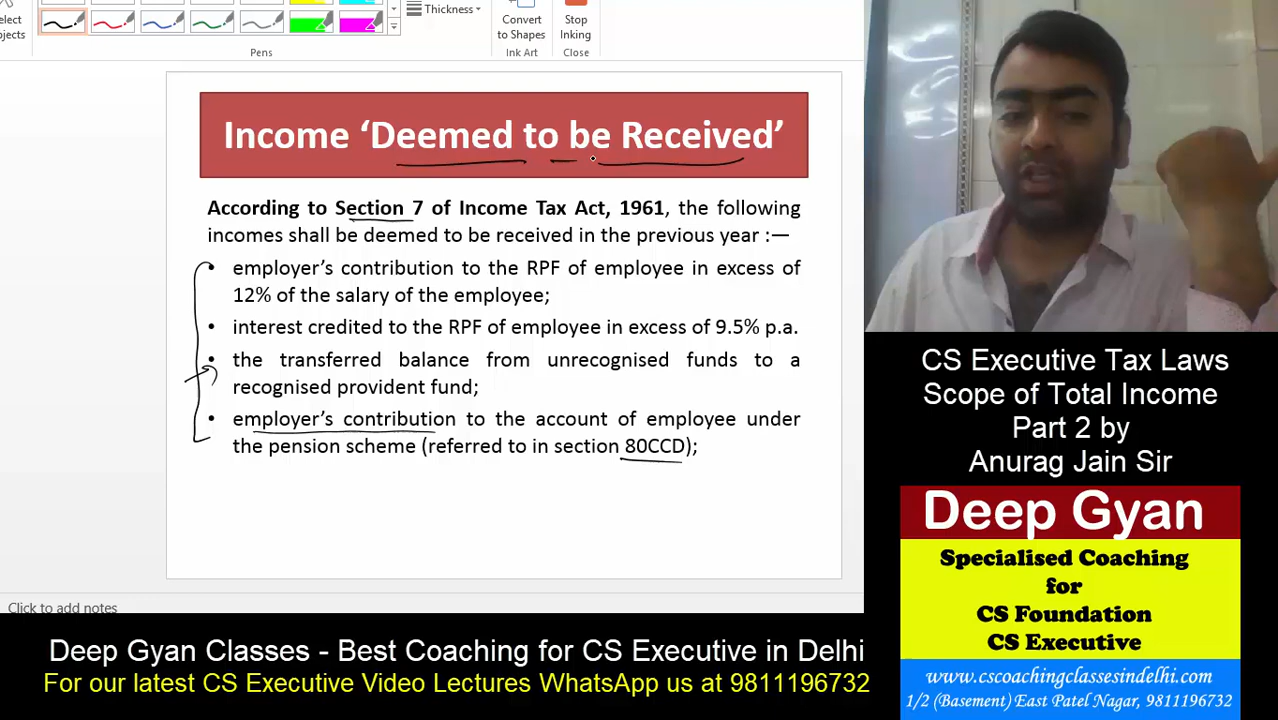 elect
bjects
Thickness
Convert
to Shapes
Stop
Inking
Pens
Ink Art
Close
Income ‘Deemed to be Received’
According to Section 7 of Income Tax Act, 1961, the following
incomes shall be deemed to be received in the previous year :—
• employer’s contribution to the RPF of employee in excess of
12% of the salary of the employee;
• interest credited to the RPF of employee in excess of 9.5% p.a.
• the transferred balance from unrecognised funds to a
recognised provident fund;
• employer’s contribution to the account of employee under
the pension scheme (referred to in section 80CCD);
Click to add notes
CS Executive Tax Laws
Scope of Total Income
Part 2 by
Anurag Jain Sir
Deep Gyan
Specialised Coaching
for
CS Foundation
CS Executive
www.cscoachingclassesindelhi.com
1/2 (Basement) East Patel Nagar, 9811196732
Deep Gyan Classes - Best Coaching for CS Executive in Delhi
For our latest CS Executive Video Lectures WhatsApp us at 9811196732